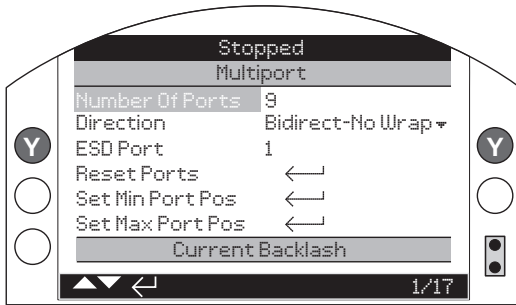 Stopped
Multiport
Number Of Ports 9
Direction Bidirect-No Wrap
ESD Port 1
Reset Ports
Set Min Port Pos
Set Max Port Pos
Current Backlash
1/17
Y
Y